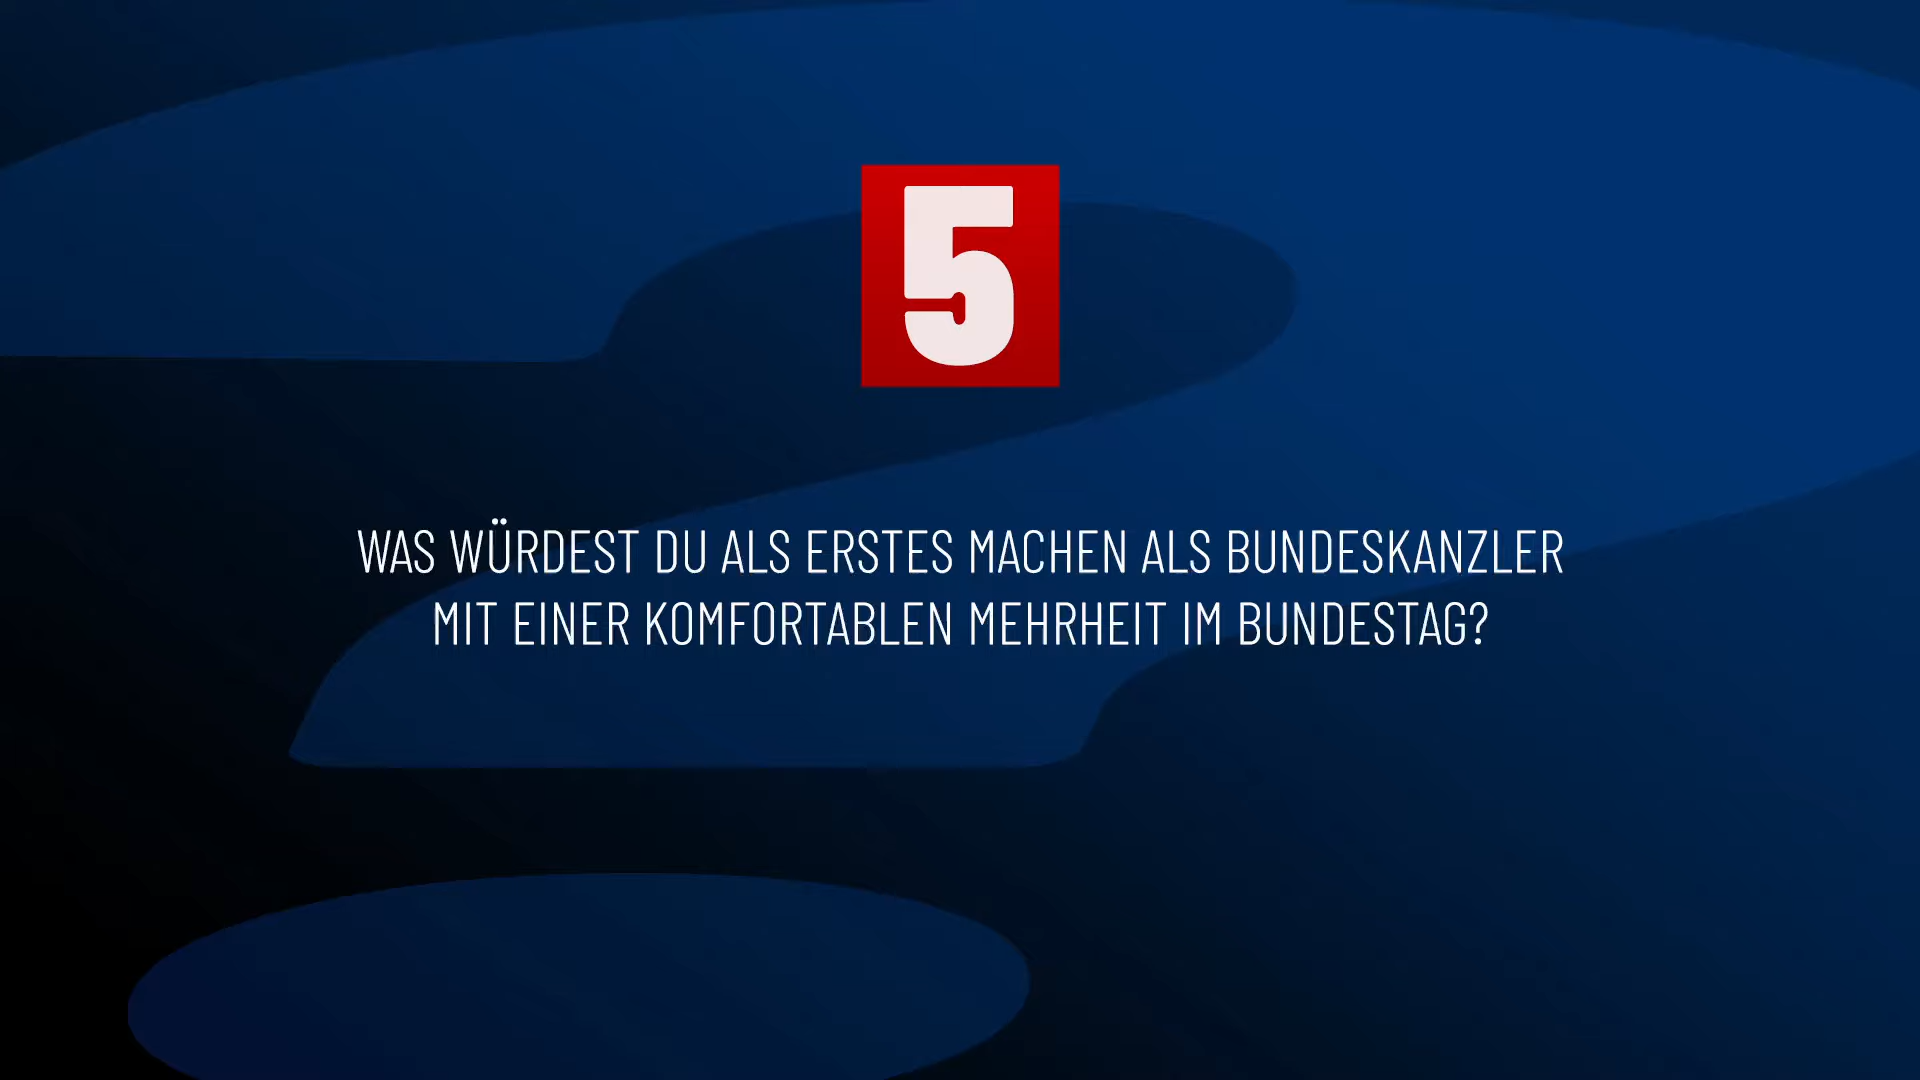 5
WAS WÜRDEST DU ALS ERSTES MACHEN ALS BUNDESKANZLER
MIT EINER KOMFORTABLEN MEHRHEIT IM BUNDESTAG?